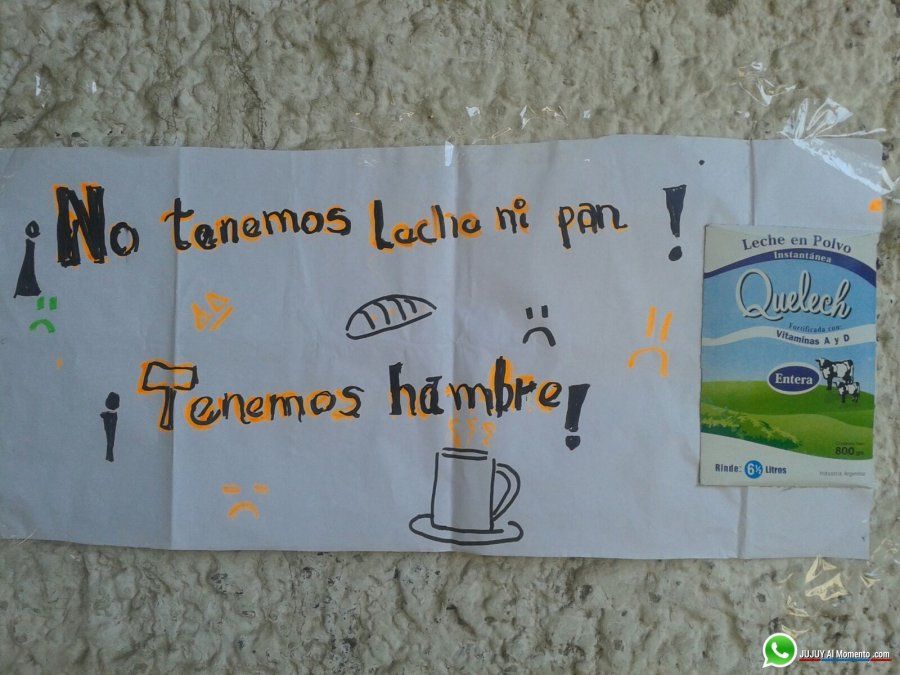 ¡No tenemos Leche ni pan!
¡Tenemos hambre!
Leche en Polvo
Instantánea
Quelech
Fortificada con:
Vitaminas A y D
Entera
800 gr.
Rinde: 6½ Litros
Industria Argentina
JUJUY Al Momento .com